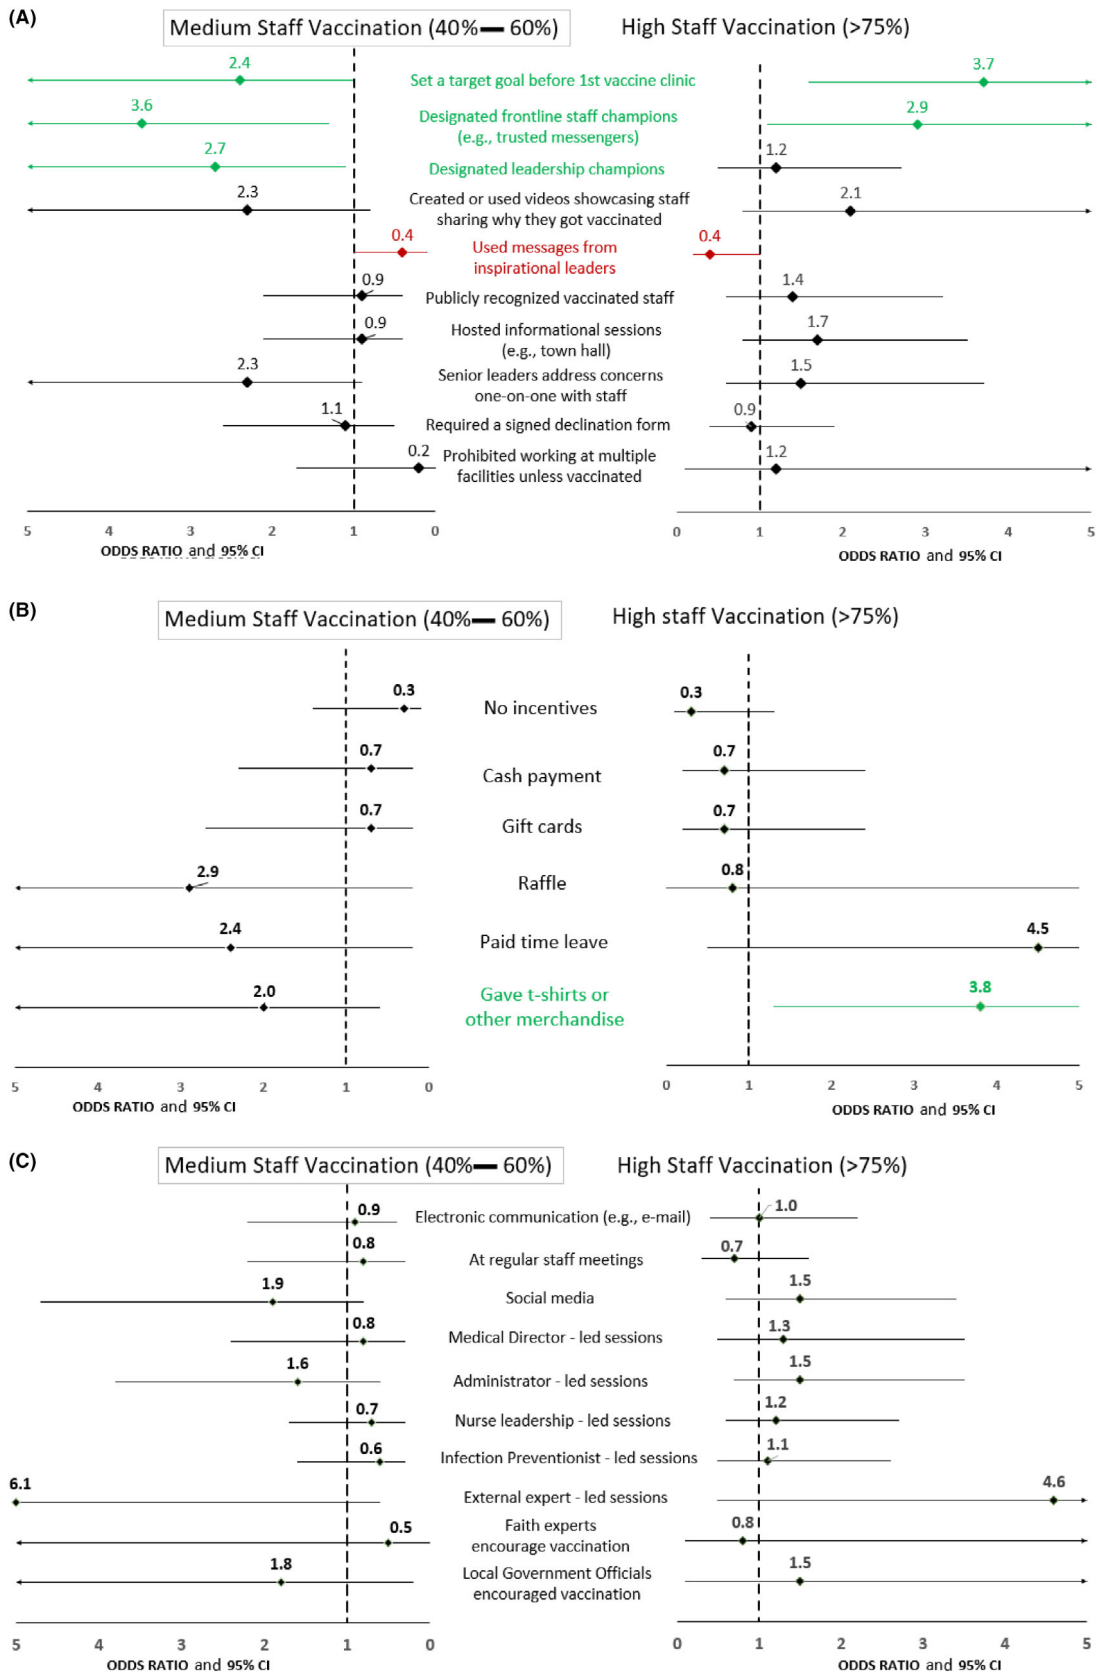 (A)
Medium Staff Vaccination (40%— 60%)
High Staff Vaccination (>75%)
2.4
Set a target goal before 1st vaccine clinic
3.7
3.6
Designated frontline staff champions
(e.g., trusted messengers)
2.9
2.7
Designated leadership champions
1.2
2.3
Created or used videos showcasing staff
sharing why they got vaccinated
2.1
0.4
Used messages from
inspirational leaders
0.4
0.9
Publicly recognized vaccinated staff
1.4
0.9
Hosted informational sessions
(e.g., town hall)
1.7
2.3
Senior leaders address concerns
one-on-one with staff
1.5
1.1
Required a signed declination form
0.9
0.2
Prohibited working at multiple
facilities unless vaccinated
1.2
5 4 3 2 1 0
0 1 2 3 4 5
ODDS RATIO and 95% CI
ODDS RATIO and 95% CI
(B)
Medium Staff Vaccination (40%— 60%)
High staff Vaccination (>75%)
0.3
No incentives
0.3
0.7
Cash payment
0.7
0.7
Gift cards
0.7
2.9
Raffle
0.8
2.4
Paid time leave
4.5
2.0
Gave t-shirts or
other merchandise
3.8
5 4 3 2 1 0
0 1 2 3 4 5
ODDS RATIO and 95% CI
ODDS RATIO and 95% CI
(C)
Medium Staff Vaccination (40%— 60%)
High Staff Vaccination (>75%)
0.9
Electronic communication (e.g., e-mail)
1.0
0.8
At regular staff meetings
0.7
1.9
Social media
1.5
0.8
Medical Director - led sessions
1.3
1.6
Administrator - led sessions
1.5
0.7
Nurse leadership - led sessions
1.2
0.6
Infection Preventionist - led sessions
1.1
6.1
External expert - led sessions
4.6
0.5
Faith experts
encourage vaccination
0.8
1.8
Local Government Officials
encouraged vaccination
1.5
5 4 3 2 1 0
0 1 2 3 4 5
ODDS RATIO and 95% CI
ODDS RATIO and 95% CI